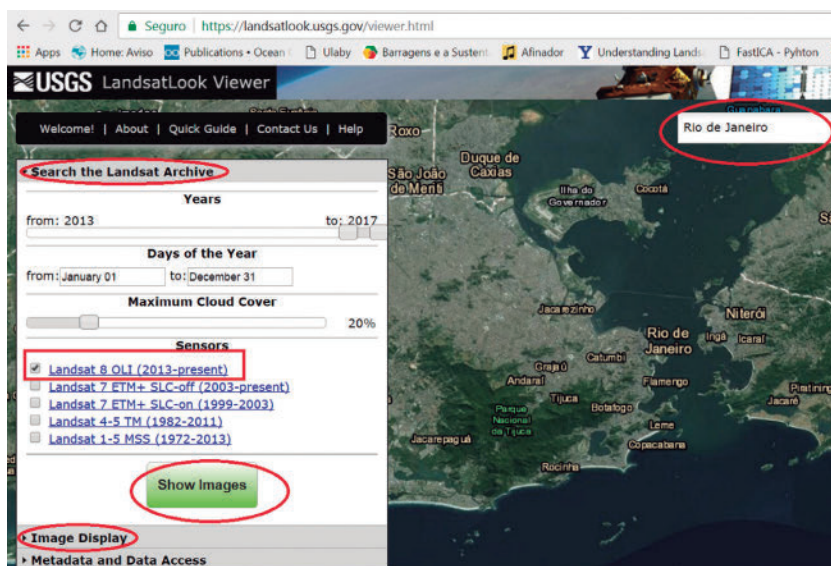 Seguro | https://landsatlook.usgs.gov/viewer.html
Apps Home: Aviso Publications • Ocean Ulaby Barragens e a Sustent Afinador Understanding Lands FastICA - Pyhton
USGS LandsatLook Viewer
Welcome! | About | Quick Guide | Contact Us | Help
Rio de Janeiro
Search the Landsat Archive
Years
from: 2013 to: 2017
Days of the Year
from: January 01 to: December 31
Maximum Cloud Cover
20%
Sensors
Landsat 8 OLI (2013-present)
Landsat 7 ETM+ SLC-off (2003-present)
Landsat 7 ETM+ SLC-on (1999-2003)
Landsat 4-5 TM (1982-2011)
Landsat 1-5 MSS (1972-2013)
Show Images
Image Display
Metadata and Data Access
Guanabara
Roxo
Duque de
Caxias
São João
de Meriti
Ilha do
Governador
Cocotá
Jacarezinho
Niterói
Rio de
Janeiro
Ingá
Icaraí
Catumbi
Grajaú
Andaraí
Flamengo
Tijuca
Botafogo
Parque
Nacional
da Tijuca
Jacaré
Leme
Jacarepaguá
Copacabana
Rocinha